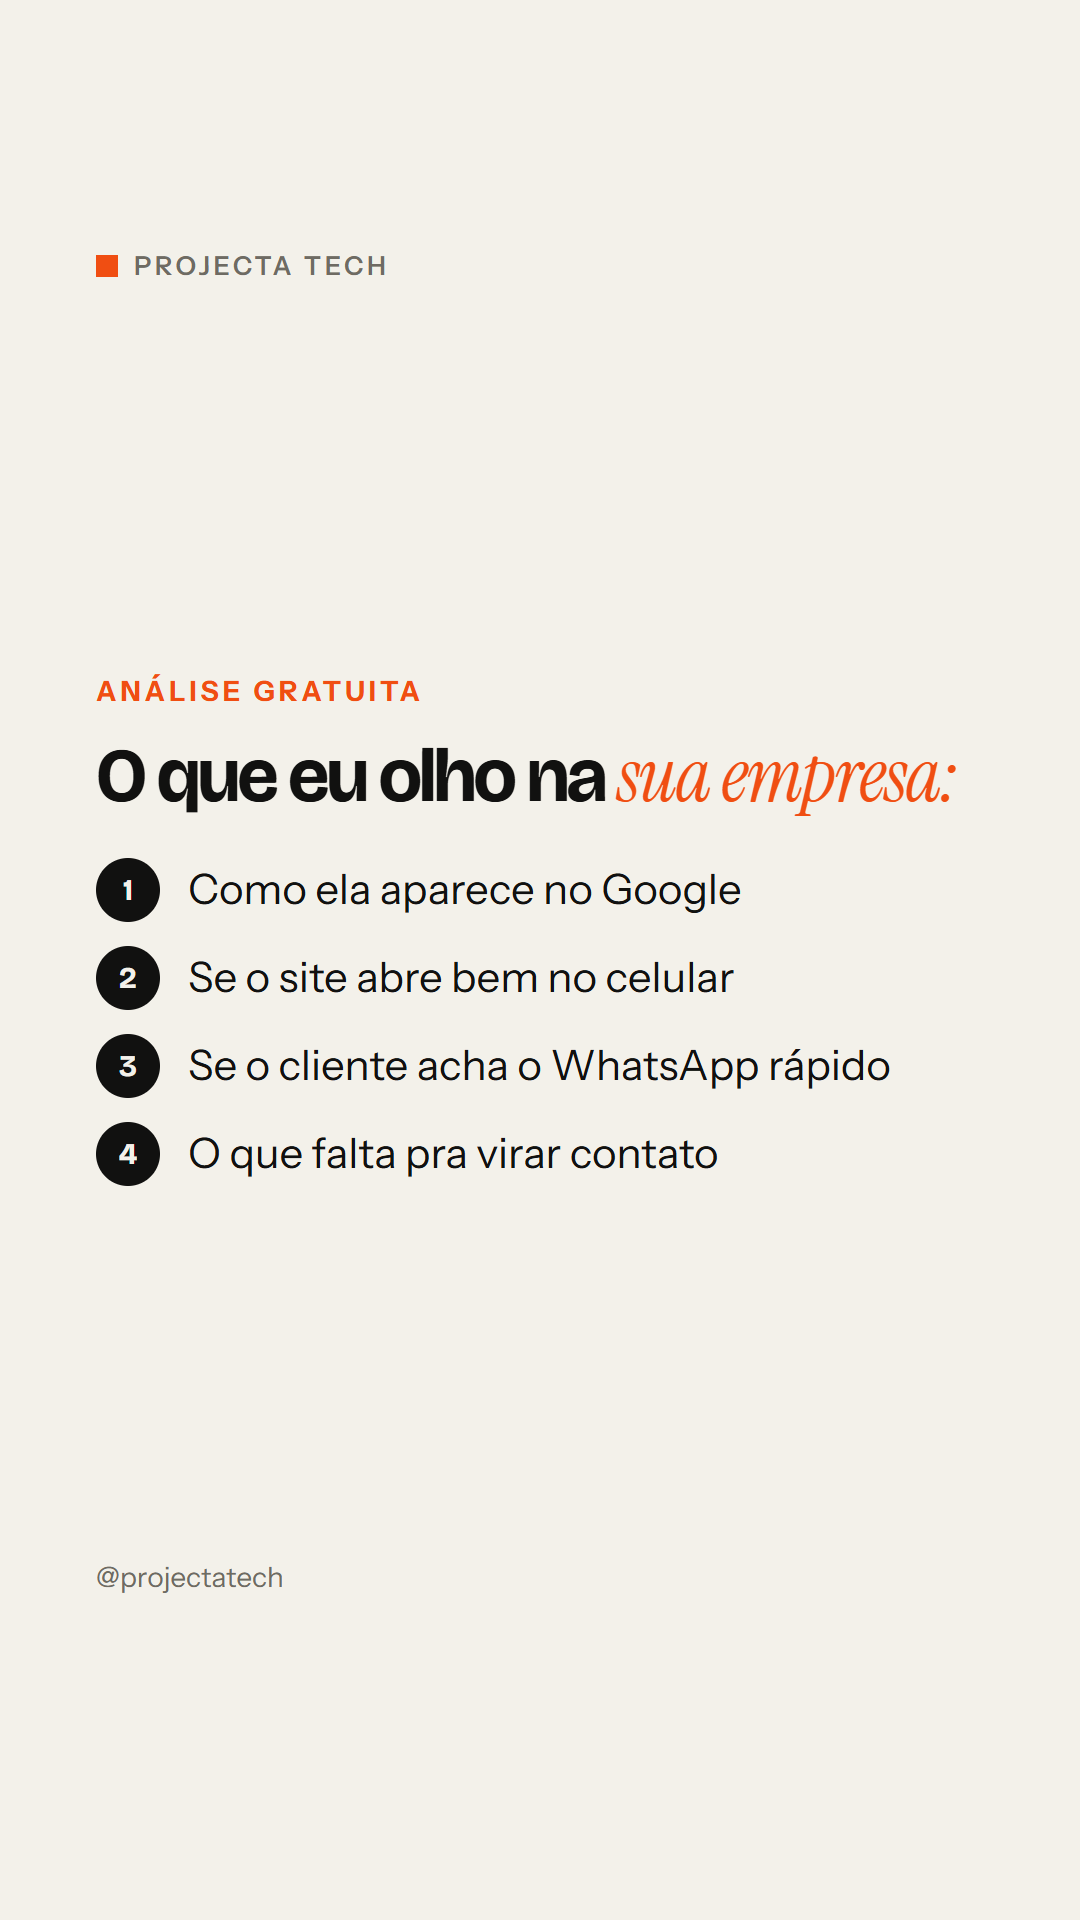 PROJECTA TECH
ANÁLISE GRATUITA
O que eu olho na sua empresa:
1 Como ela aparece no Google
2 Se o site abre bem no celular
3 Se o cliente acha o WhatsApp rápido
4 O que falta pra virar contato
@projectatech